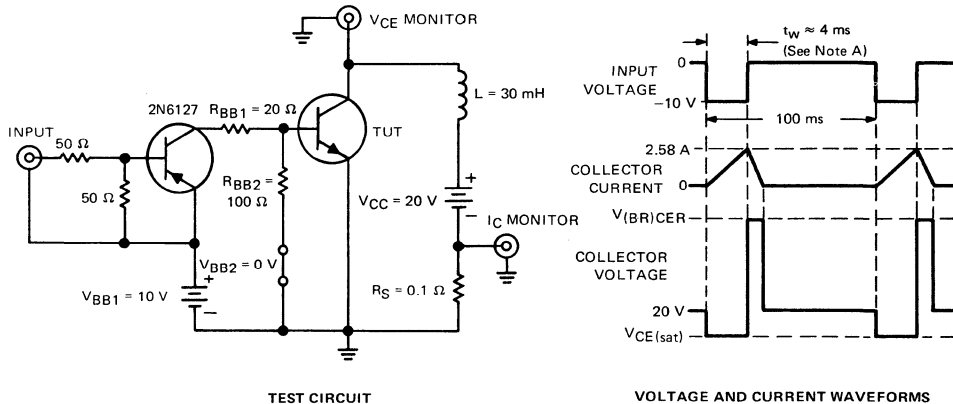 VCE MONITOR
2N6127
RBB1 = 20 Ω
TUT
L = 30 mH
INPUT
50 Ω
50 Ω
RBB2 =
100 Ω
VCC = 20 V
+
−
IC MONITOR
VBB2 = 0 V
VBB1 = 10 V
+
−
RS = 0.1 Ω
TEST CIRCUIT
tw ≈ 4 ms
(See Note A)
0
INPUT
VOLTAGE
−10 V
100 ms
2.58 A
COLLECTOR
CURRENT
0
V(BR)CER
COLLECTOR
VOLTAGE
20 V
VCE(sat)
VOLTAGE AND CURRENT WAVEFORMS